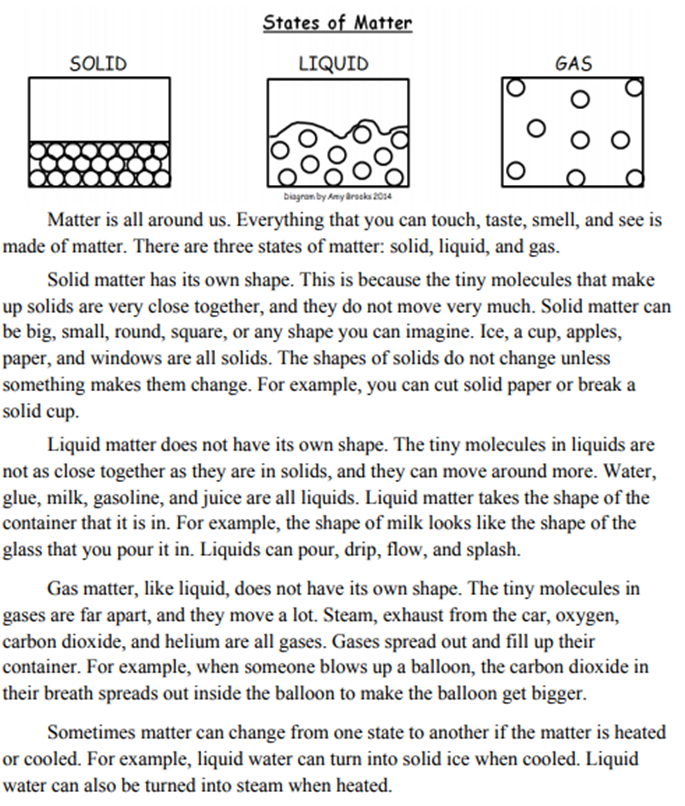 States of Matter
SOLID
LIQUID
GAS
Diagram by Amy Brooks 2014
Matter is all around us. Everything that you can touch, taste, smell, and see is
made of matter. There are three states of matter: solid, liquid, and gas.
Solid matter has its own shape. This is because the tiny molecules that make
up solids are very close together, and they do not move very much. Solid matter can
be big, small, round, square, or any shape you can imagine. Ice, a cup, apples,
paper, and windows are all solids. The shapes of solids do not change unless
something makes them change. For example, you can cut solid paper or break a
solid cup.
Liquid matter does not have its own shape. The tiny molecules in liquids are
not as close together as they are in solids, and they can move around more. Water,
glue, milk, gasoline, and juice are all liquids. Liquid matter takes the shape of the
container that it is in. For example, the shape of milk looks like the shape of the
glass that you pour it in. Liquids can pour, drip, flow, and splash.
Gas matter, like liquid, does not have its own shape. The tiny molecules in
gases are far apart, and they move a lot. Steam, exhaust from the car, oxygen,
carbon dioxide, and helium are all gases. Gases spread out and fill up their
container. For example, when someone blows up a balloon, the carbon dioxide in
their breath spreads out inside the balloon to make the balloon get bigger.
Sometimes matter can change from one state to another if the matter is heated
or cooled. For example, liquid water can turn into solid ice when cooled. Liquid
water can also be turned into steam when heated.